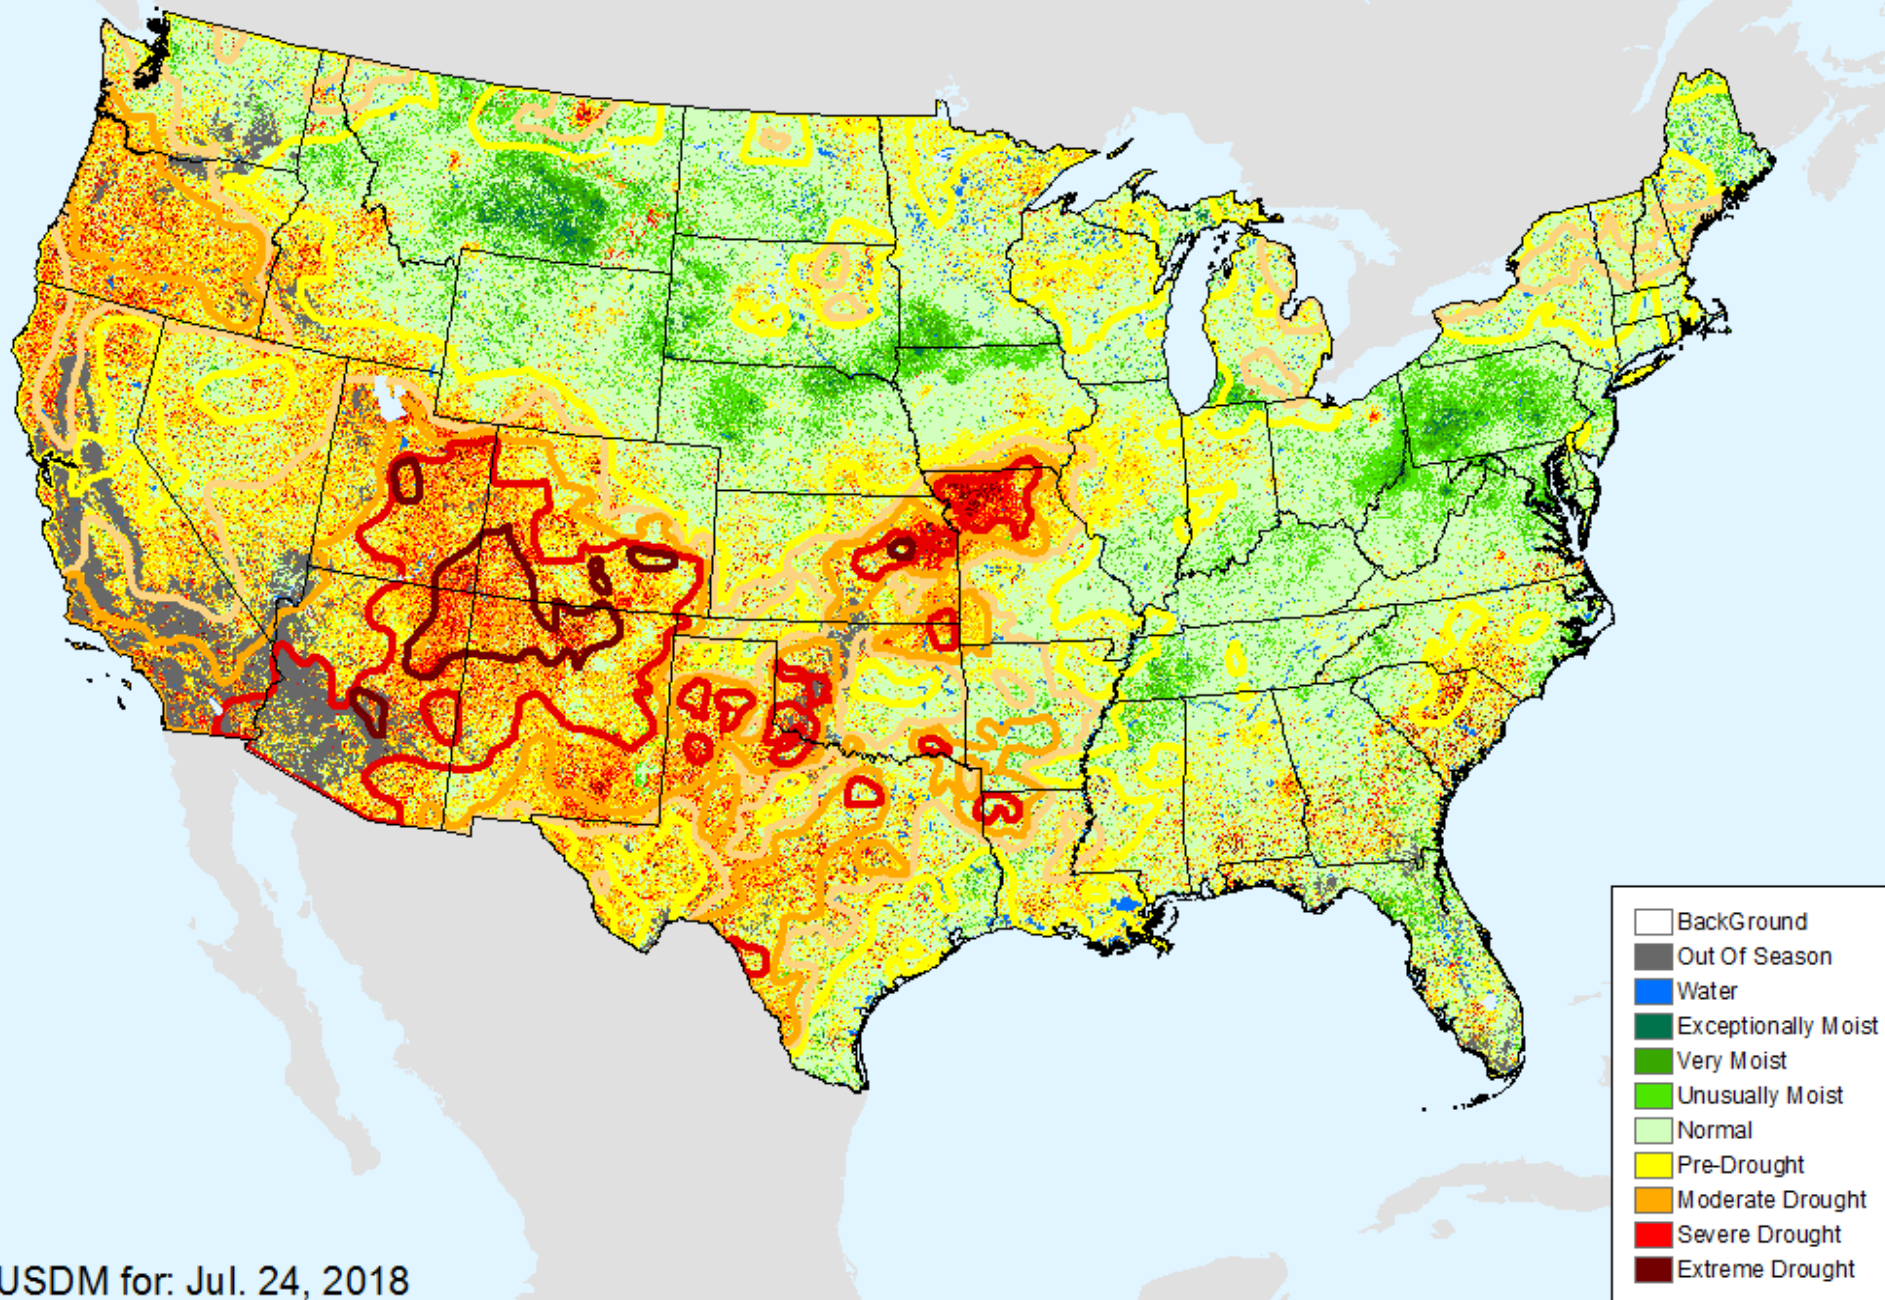 BackGround
Out Of Season
Water
Exceptionally Moist
Very Moist
Unusually Moist
Normal
Pre-Drought
Moderate Drought
Severe Drought
Extreme Drought
USDM for: Jul. 24, 2018